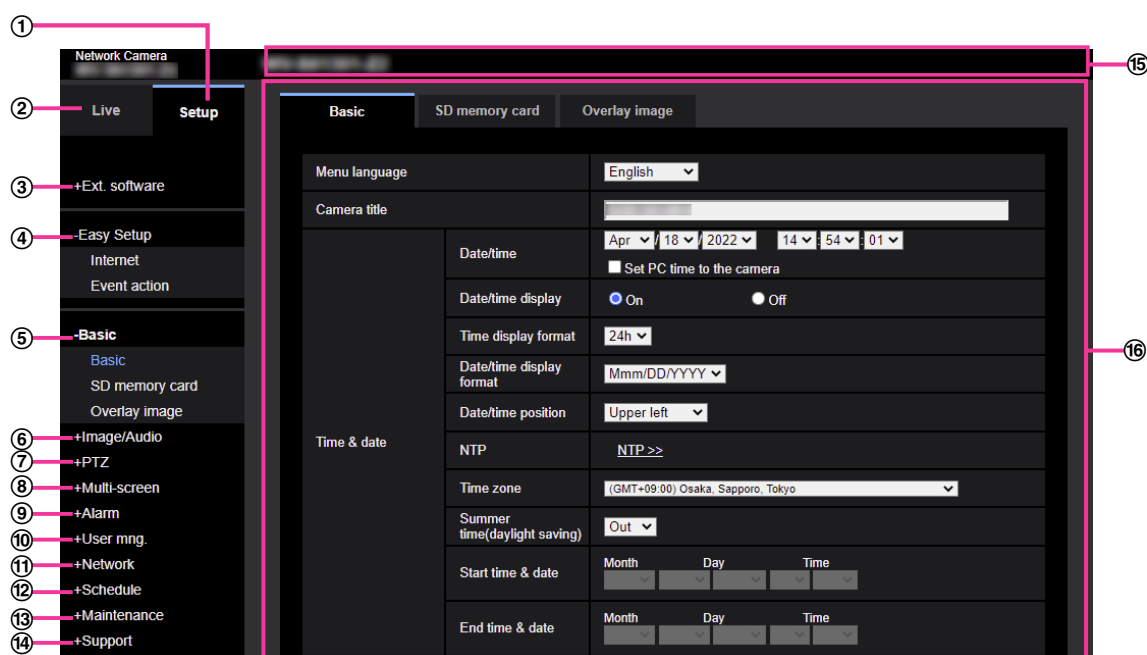 ①
Network Camera
⑮
② Live Setup
Basic SD memory card Overlay image
③ +Ext. software
④ -Easy Setup
Internet
Event action
⑤ -Basic
Basic
SD memory card
Overlay image
⑥ +Image/Audio
⑦ +PTZ
⑧ +Multi-screen
⑨ +Alarm
⑩ +User mng.
⑪ +Network
⑫ +Schedule
⑬ +Maintenance
⑭ +Support
Menu language English
Camera title
Time & date
Date/time Apr / 18 / 2022 14 : 54 : 01
Set PC time to the camera
Date/time display On Off
Time display format 24h
Date/time display
format Mmm/DD/YYYY
Date/time position Upper left
NTP NTP >>
Time zone (GMT+09:00) Osaka, Sapporo, Tokyo
Summer
time(daylight saving) Out
Start time & date Month Day Time
End time & date Month Day Time
⑯